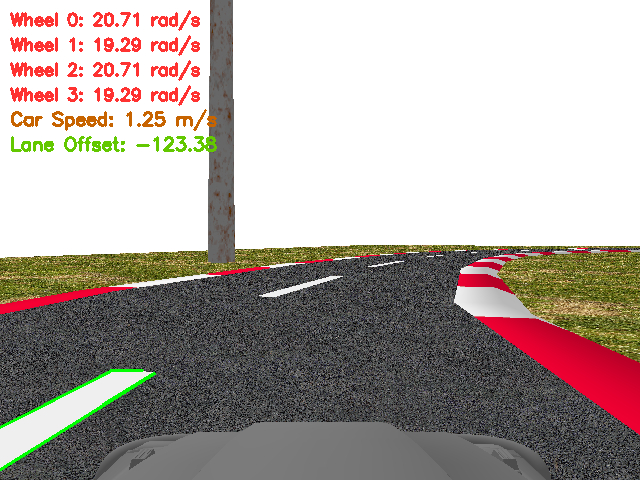 Wheel 0: 20.71 rad/s
Wheel 1: 19.29 rad/s
Wheel 2: 20.71 rad/s
Wheel 3: 19.29 rad/s
Car Speed: 1.25 m/s
Lane Offset: -123.38